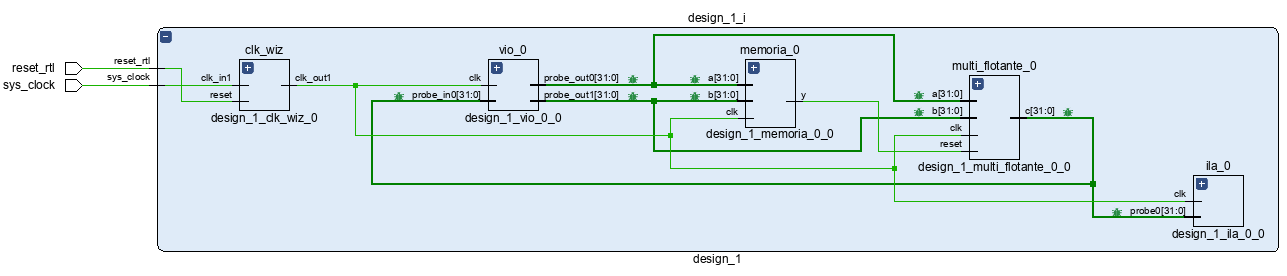 design_1_i
reset_rtl
sys_clock
reset_rtl
sys_clock
clk_wiz
clk_in1
reset
clk_out1
design_1_clk_wiz_0
vio_0
clk
probe_in0[31:0]
probe_out0[31:0]
probe_out1[31:0]
design_1_vio_0_0
memoria_0
a[31:0]
b[31:0]
clk
y
design_1_memoria_0_0
multi_flotante_0
a[31:0]
b[31:0]
clk
reset
c[31:0]
design_1_multi_flotante_0_0
ila_0
clk
probe0[31:0]
design_1_ila_0_0
design_1